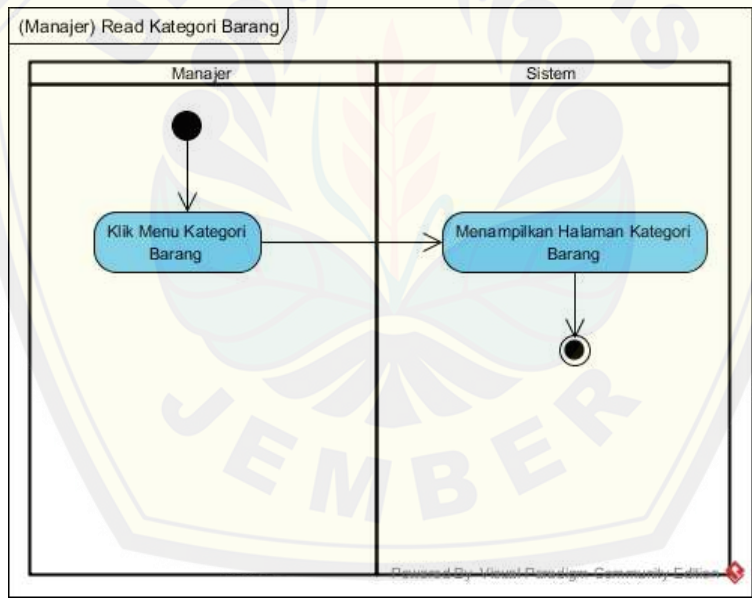 (Manajer) Read Kategori Barang
Manajer
Sistem
Klik Menu Kategori
Barang
Menampilkan Halaman Kategori
Barang
JEMBER
Powered By Visual Paradigm Community Edition